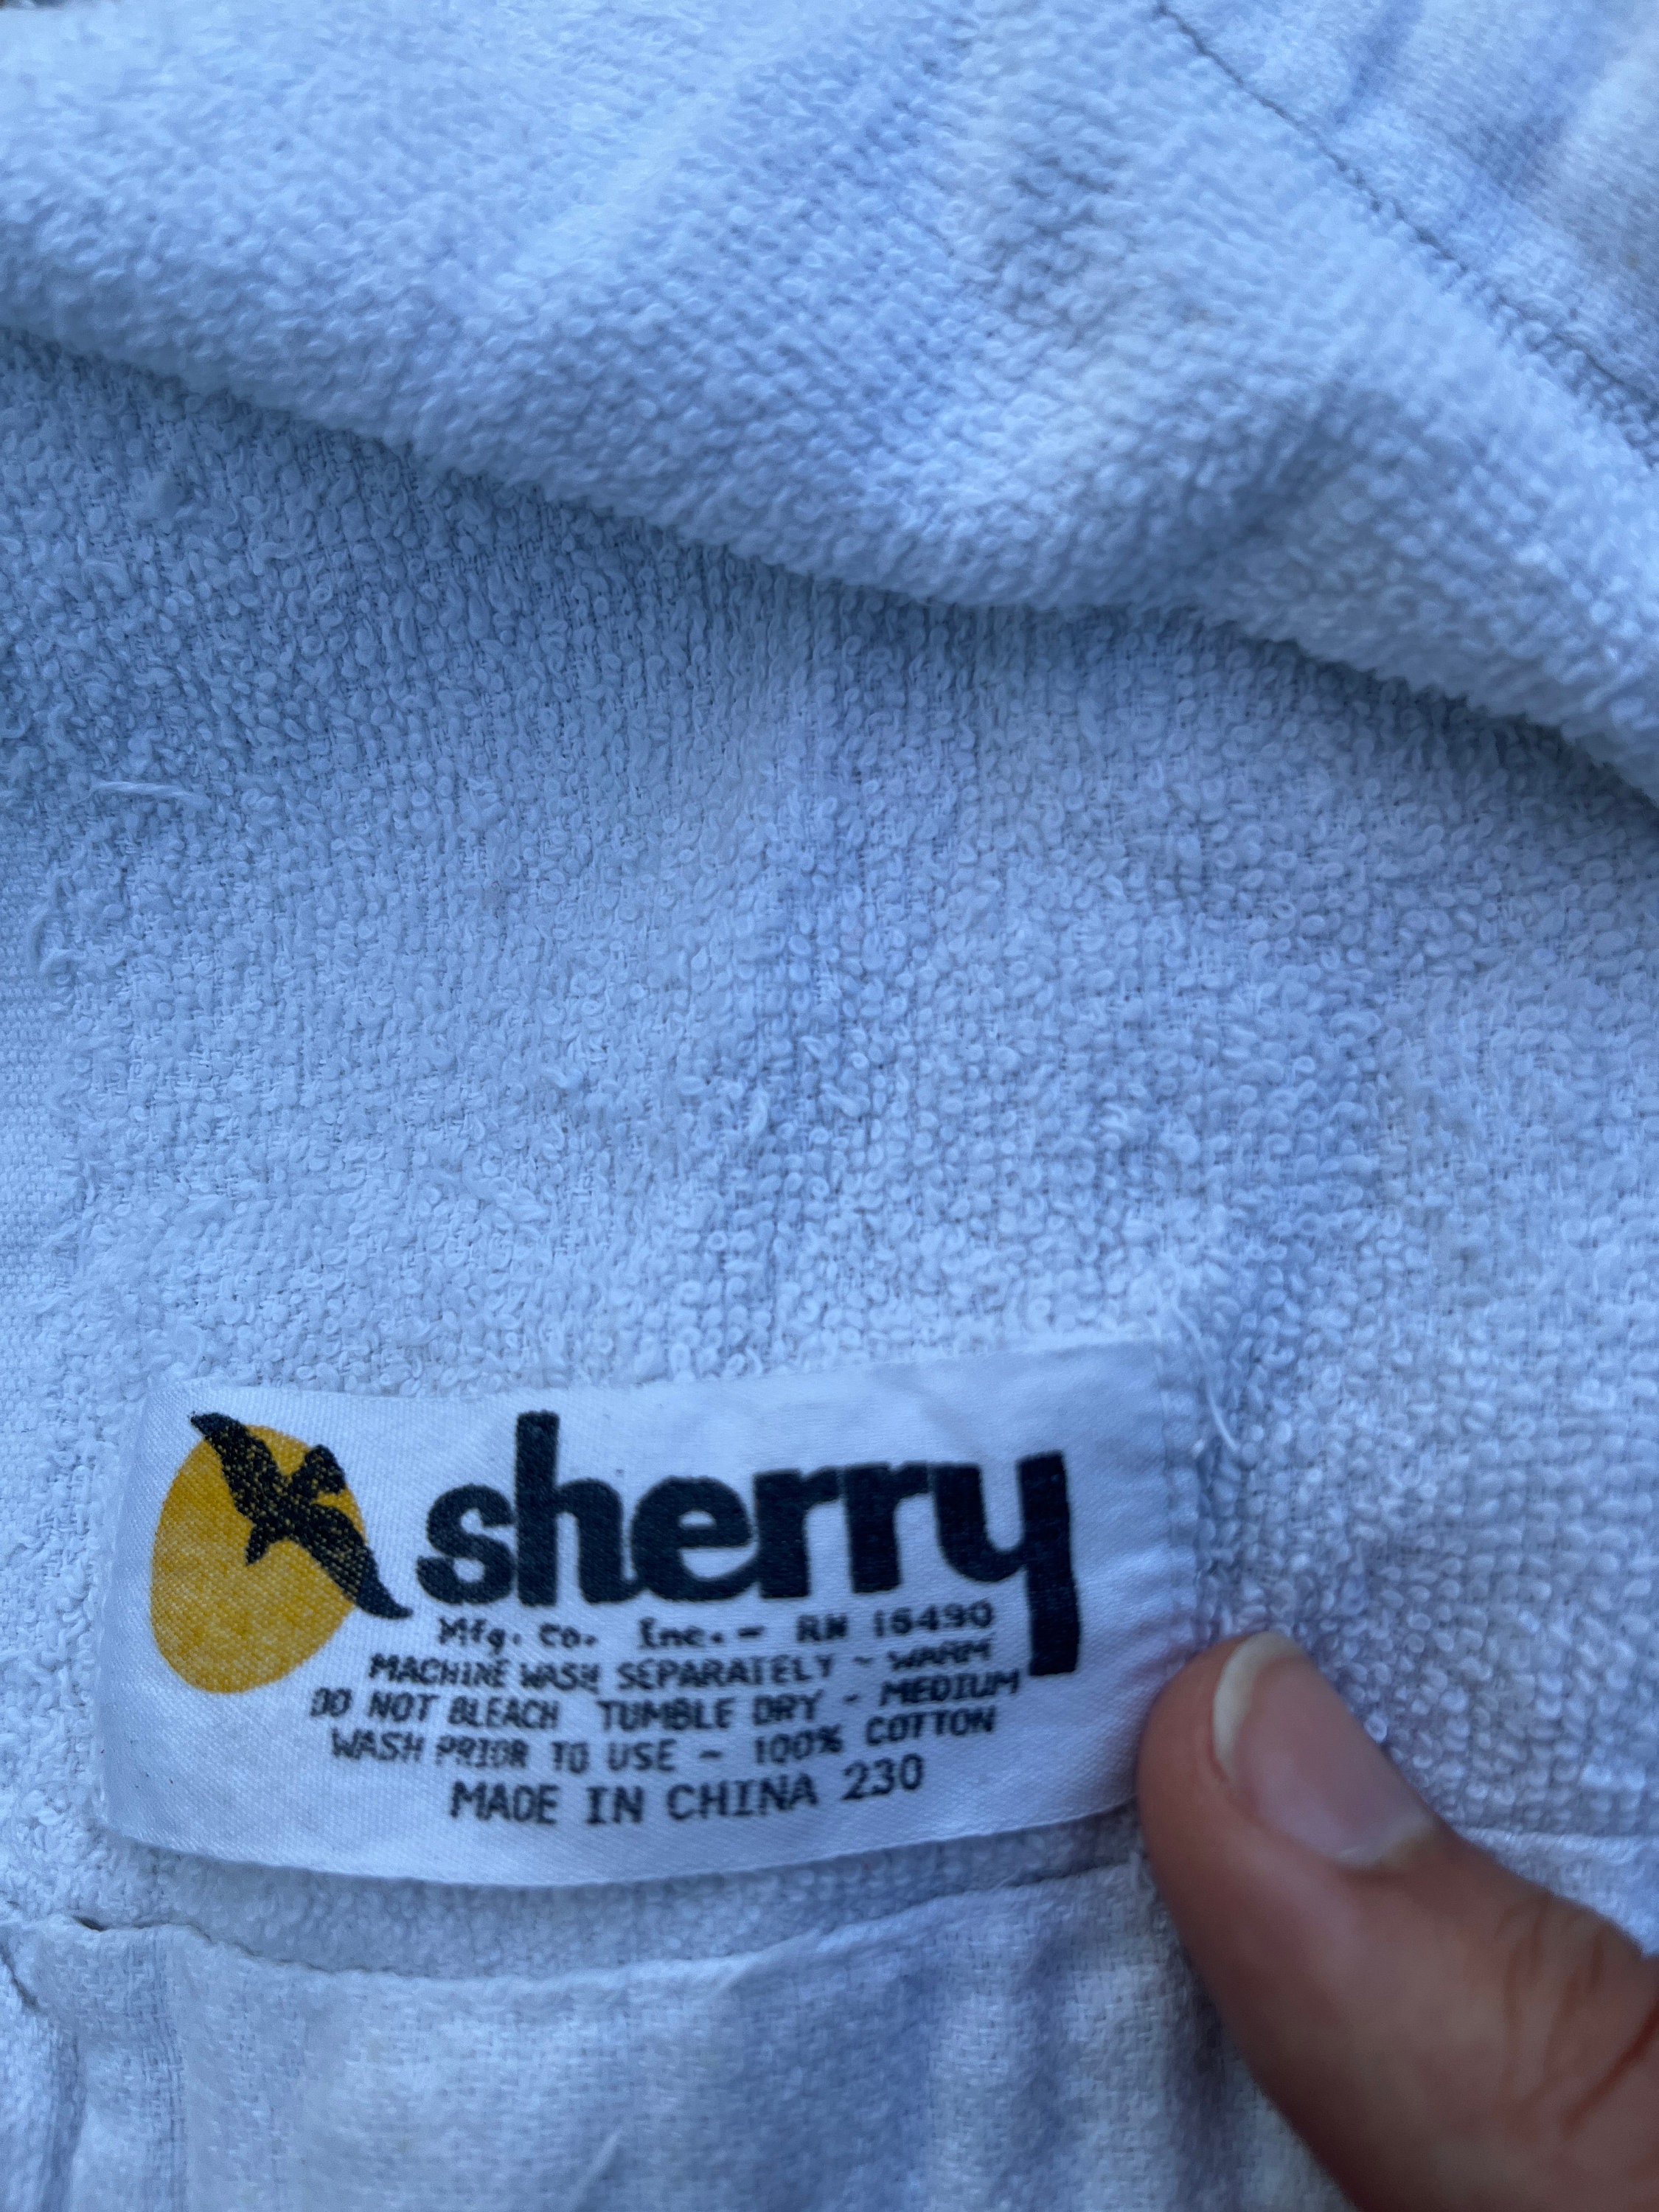 sherry
Mfg. Co. Inc. - RN 15490
MACHINE WASH SEPARATELY - WARM
DO NOT BLEACH TUMBLE DRY - MEDIUM
WASH PRIOR TO USE - 100% COTTON
MADE IN CHINA 230